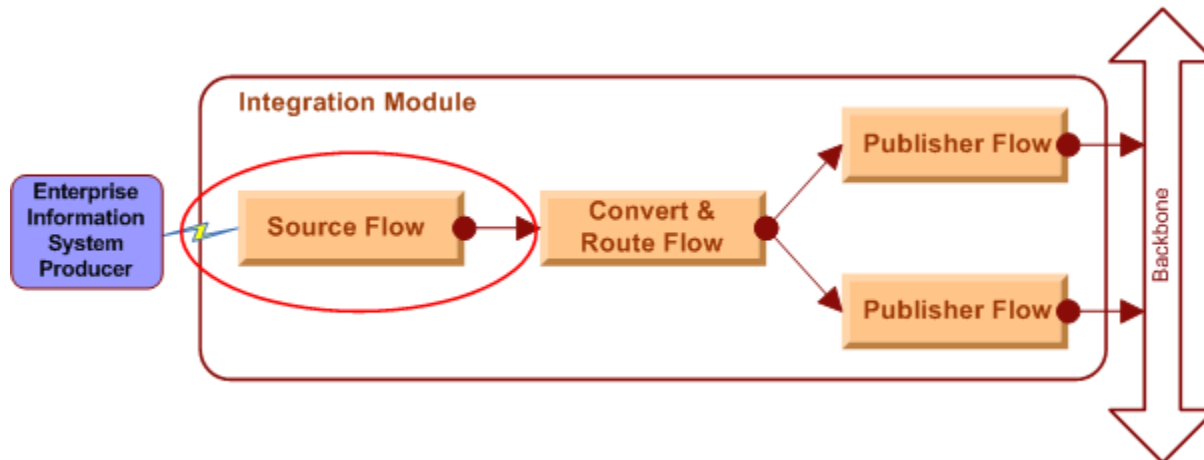 Integration Module
Enterprise
Information
System
Producer
Source Flow
Convert &
Route Flow
Publisher Flow
Publisher Flow
Backbone